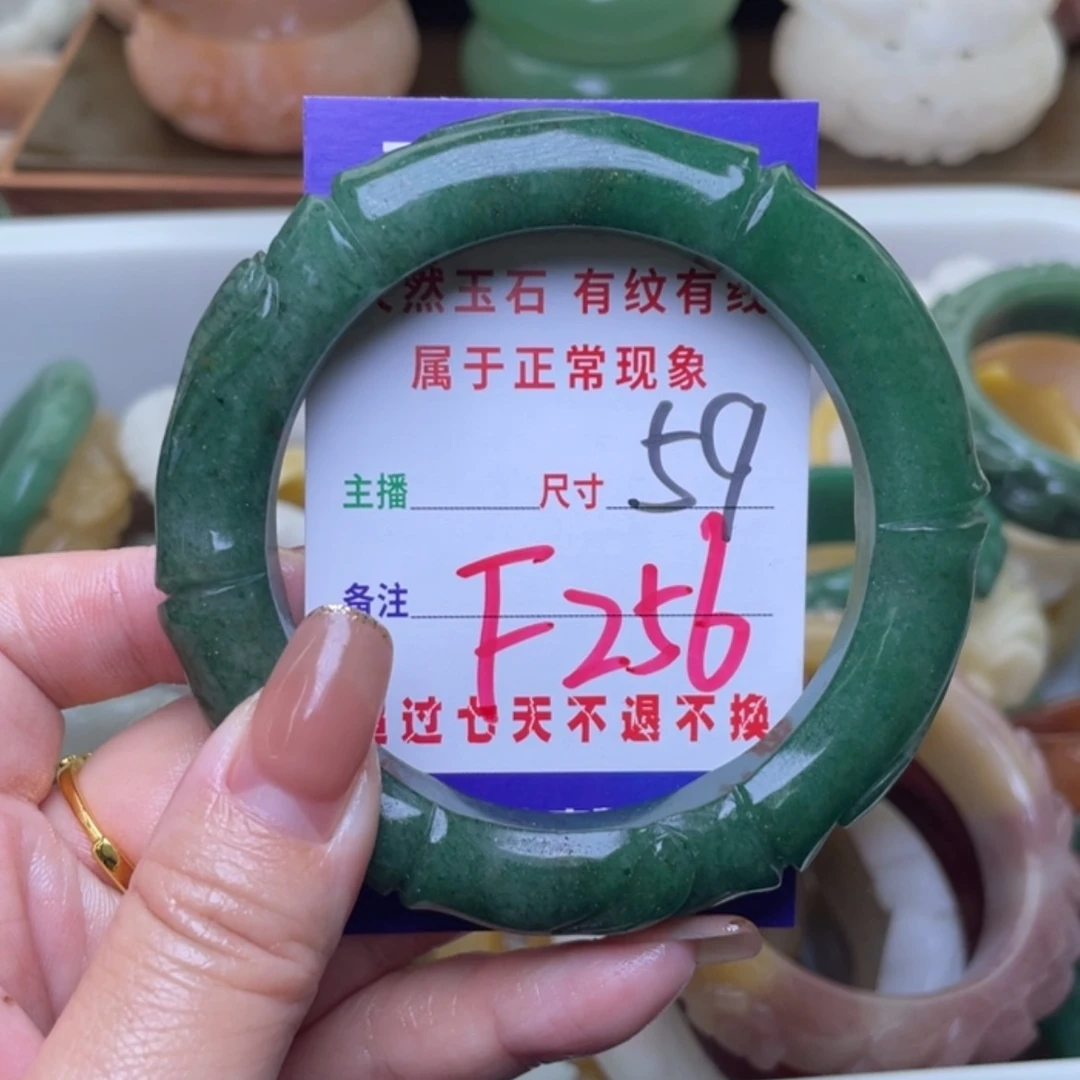 然玉石 有纹有纹
属于正常现象
主播 尺寸 59
备注 F256
过七天不退不换